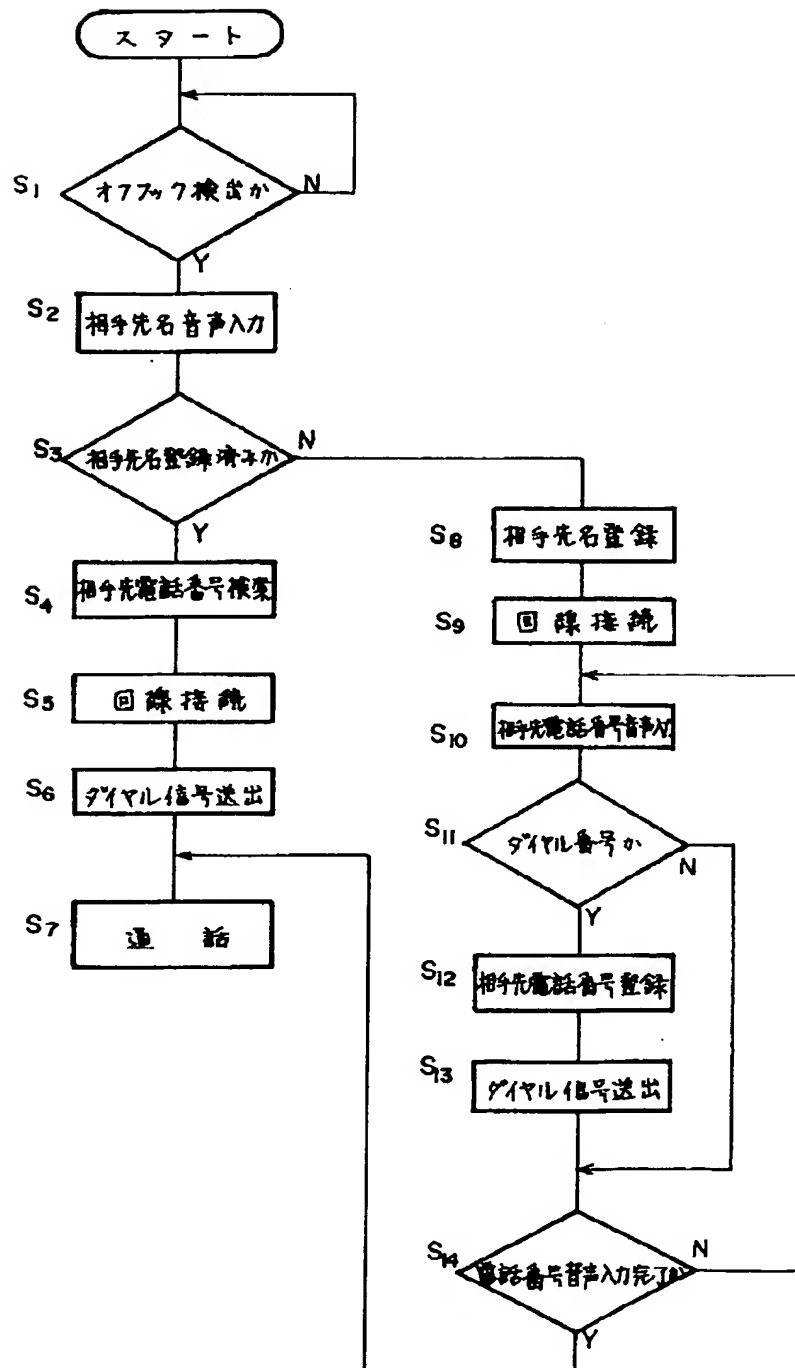 スタート
S1
オフフック検出か
N
Y
S2
相手先名音声入力
S3
相手先名登録済みか
N
Y
S4
相手先電話番号検索
S5
回線接続
S6
ダイヤル信号送出
S7
通 話
S8
相手先名登録
S9
回線接続
S10
相手先電話番号音声入力
S11
ダイヤル番号か
N
Y
S12
相手先電話番号登録
S13
ダイヤル信号送出
S14
電話番号音声入力完了か
N
Y